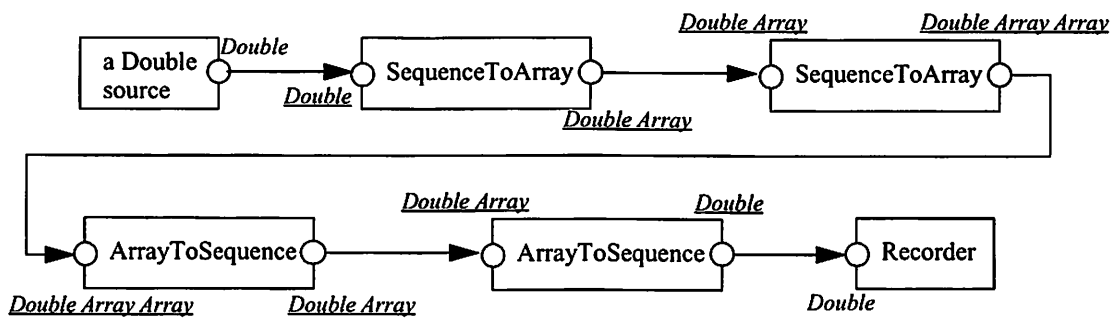 Double
Double Array
Double Array Array
a Double
source
SequenceToArray
SequenceToArray
Double
Double Array
Double Array
Double
ArrayToSequence
ArrayToSequence
Recorder
Double Array Array
Double Array
Double